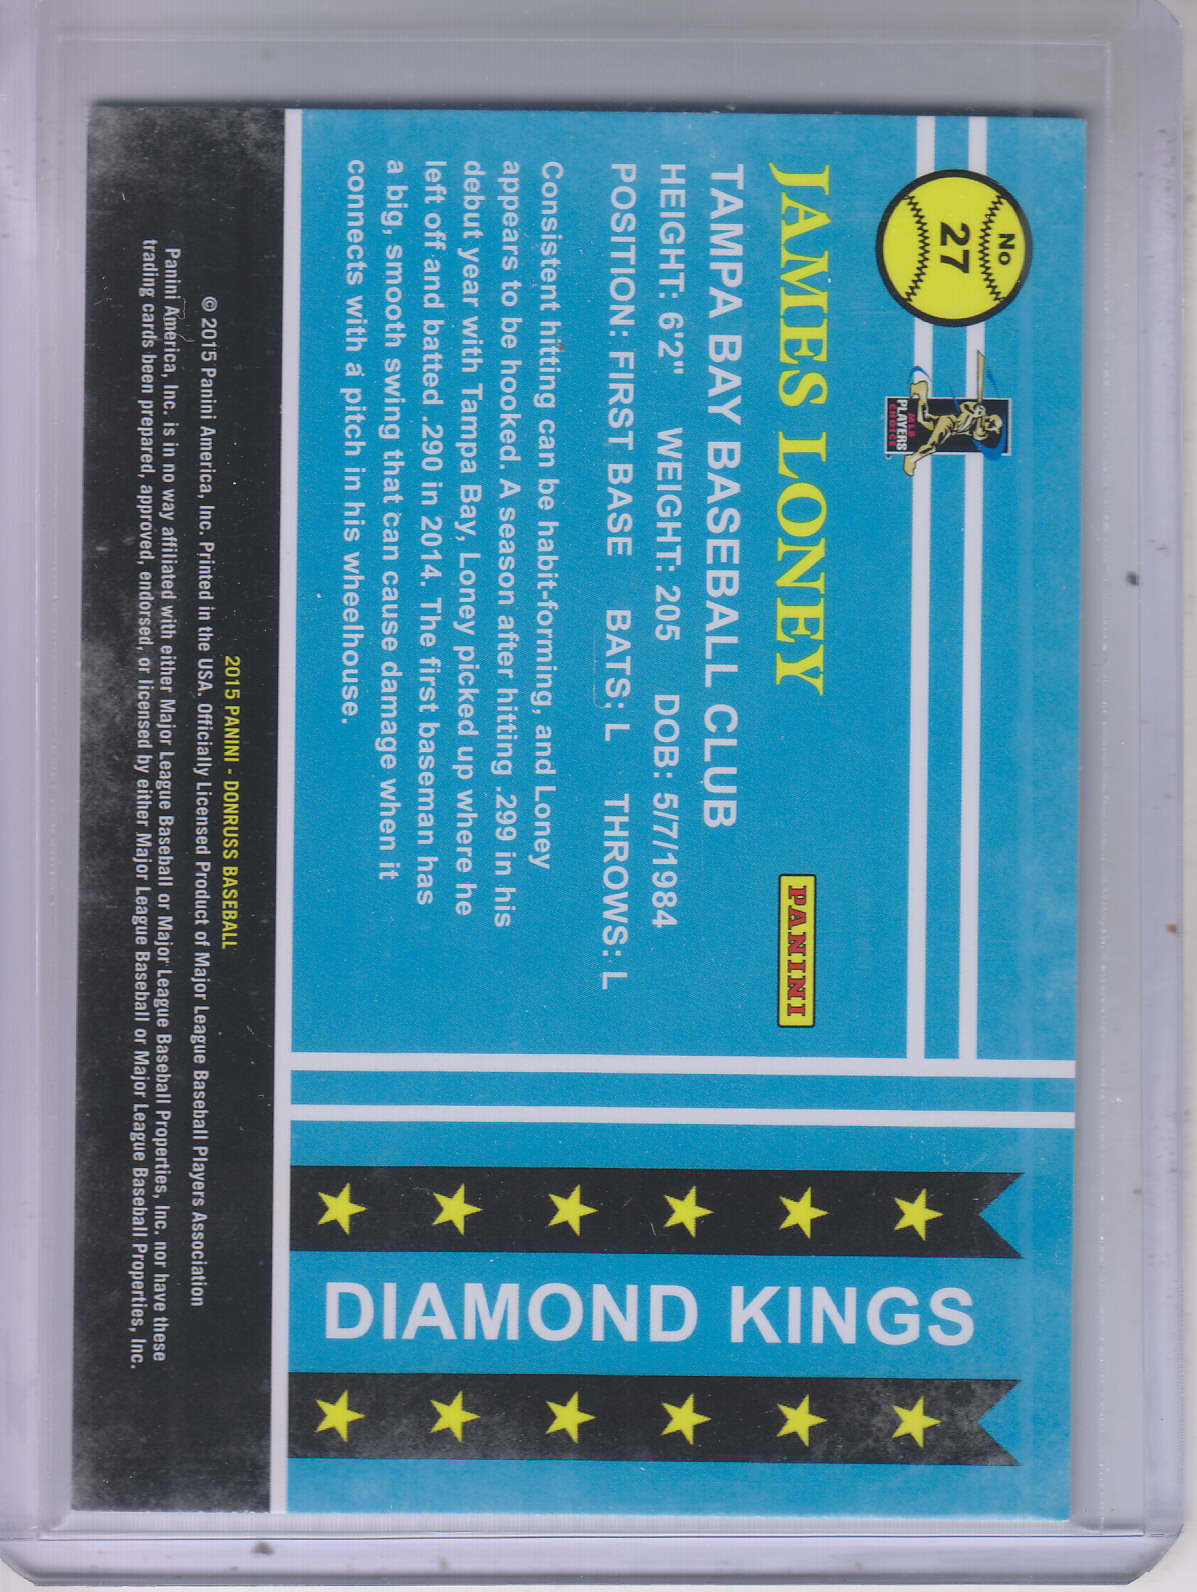 No
27
MLB
PLAYERS
CHOICE
JAMES LONEY
PANINI
TAMPA BAY BASEBALL CLUB
HEIGHT: 6'2" WEIGHT: 205 DOB: 5/7/1984
POSITION: FIRST BASE BATS: L THROWS: L
Consistent hitting can be habit-forming, and Loney
appears to be hooked. A season after hitting .299 in his
debut year with Tampa Bay, Loney picked up where he
left off and batted .290 in 2014. The first baseman has
a big, smooth swing that can cause damage when it
connects with a pitch in his wheelhouse.
DIAMOND KINGS
2015 PANINI - DONRUSS BASEBALL
© 2015 Panini America, Inc. Printed in the USA. Officially Licensed Product of Major League Baseball Players Association
Panini America, Inc. is in no way affiliated with either Major League Baseball or Major League Baseball Properties, Inc. nor have these
trading cards been prepared, approved, endorsed, or licensed by either Major League Baseball or Major League Baseball Properties, Inc.